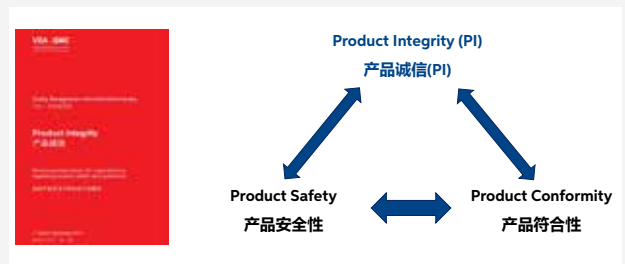 VDA QMC
Product Integrity
产品诚信
Product Integrity (PI)
产品诚信(PI)
Product Safety
产品安全性
Product Conformity
产品符合性